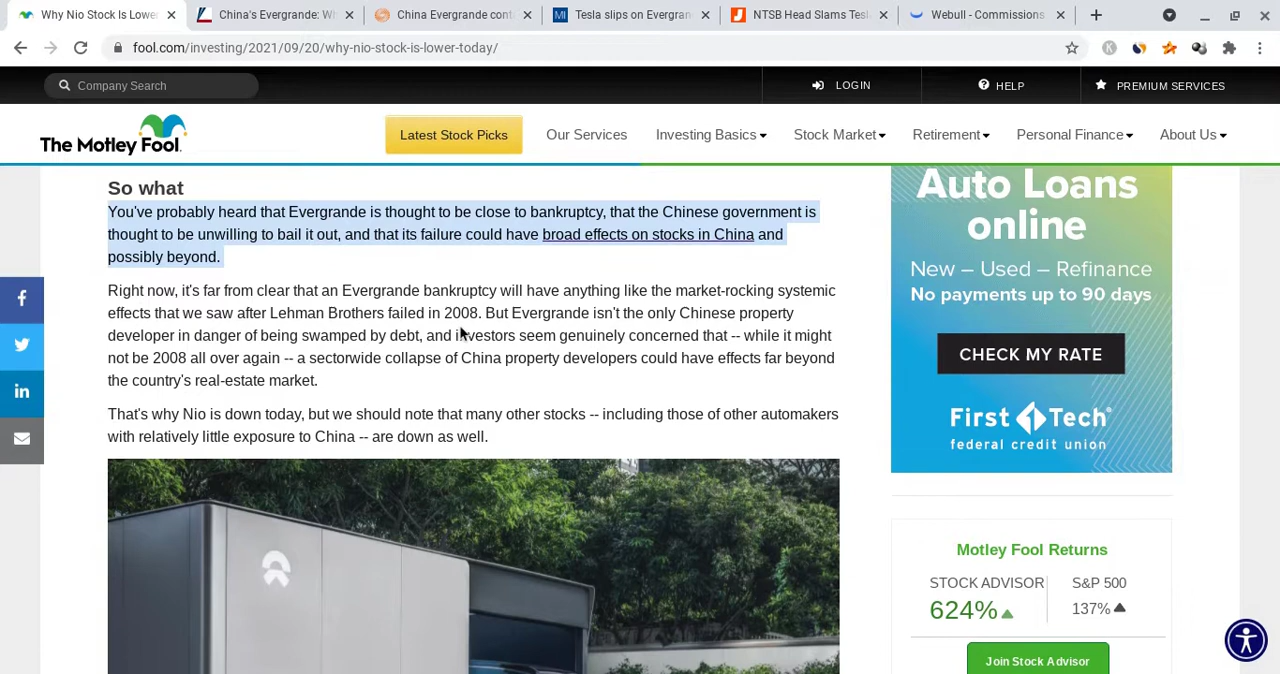 Why Nio Stock Is Lower
China's Evergrande: Wh
China Evergrande cont
Tesla slips on Evergran
NTSB Head Slams Tesl
Webull - Commissions
fool.com/investing/2021/09/20/why-nio-stock-is-lower-today/
Company Search
LOGIN
HELP
PREMIUM SERVICES
The Motley Fool.
Latest Stock Picks
Our Services
Investing Basics
Stock Market
Retirement
Personal Finance
About Us
So what
You've probably heard that Evergrande is thought to be close to bankruptcy, that the Chinese government is
thought to be unwilling to bail it out, and that its failure could have broad effects on stocks in China and
possibly beyond.
Right now, it's far from clear that an Evergrande bankruptcy will have anything like the market-rocking systemic
effects that we saw after Lehman Brothers failed in 2008. But Evergrande isn't the only Chinese property
developer in danger of being swamped by debt, and investors seem genuinely concerned that -- while it might
not be 2008 all over again -- a sectorwide collapse of China property developers could have effects far beyond
the country's real-estate market.
That's why Nio is down today, but we should note that many other stocks -- including those of other automakers
with relatively little exposure to China -- are down as well.
Auto Loans
online
New – Used – Refinance
No payments up to 90 days
CHECK MY RATE
First Tech
federal credit union
Motley Fool Returns
STOCK ADVISOR
S&P 500
624%
137%
Join Stock Advisor